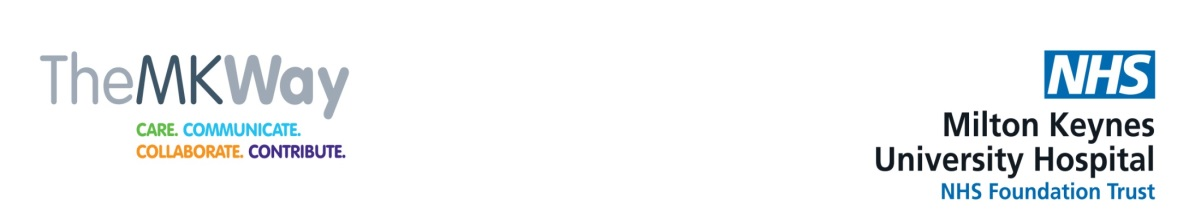 TheMKWay
CARE. COMMUNICATE.
COLLABORATE. CONTRIBUTE.
NHS
Milton Keynes
University Hospital
NHS Foundation Trust